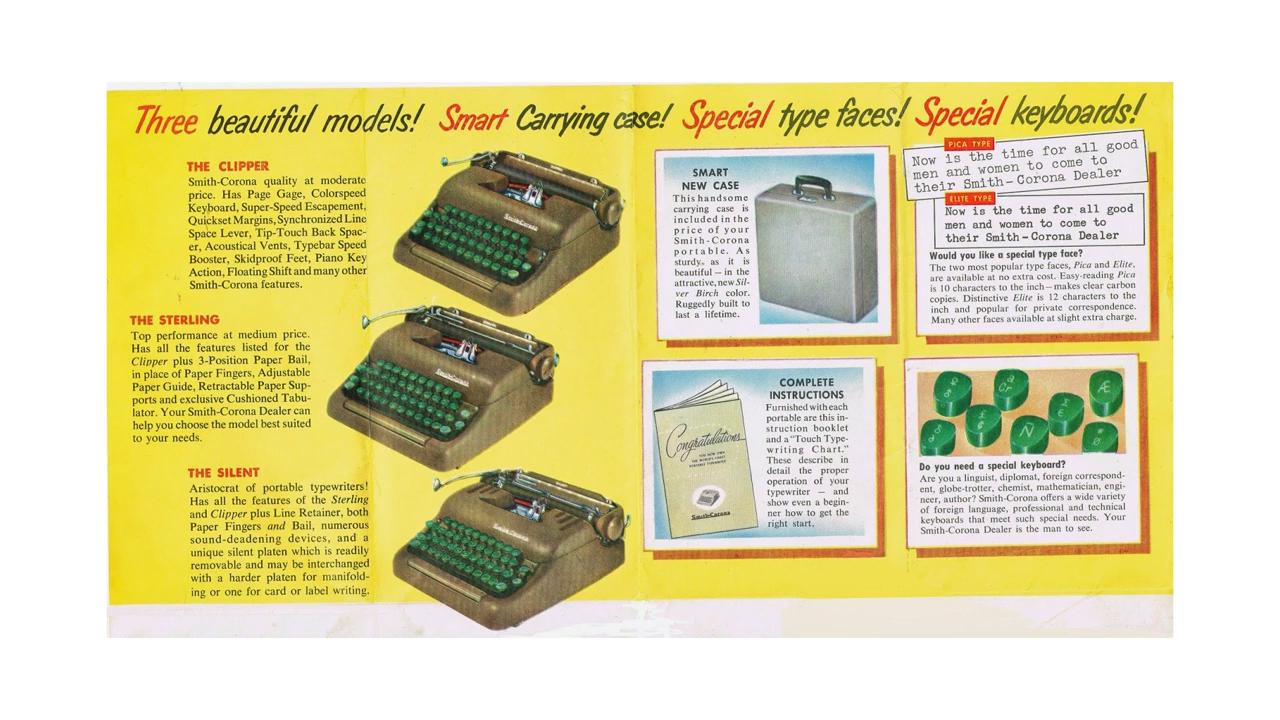 Three beautiful models! Smart Carrying case! Special type faces! Special keyboards!
THE CLIPPER
Smith-Corona quality at moderate
price. Has Page Gage, Colorspeed
Keyboard, Super-Speed Escapement,
Quickset Margins, Synchronized Line
Space Lever, Tip-Touch Back Spac-
er, Acoustical Vents, Typebar Speed
Booster, Skidproof Feet, Piano Key
Action, Floating Shift and many other
Smith-Corona features.
THE STERLING
Top performance at medium price.
Has all the features listed for the
Clipper plus 3-Position Paper Bail,
in place of Paper Fingers, Adjustable
Paper Guide, Retractable Paper Sup-
ports and exclusive Cushioned Tabu-
lator. Your Smith-Corona Dealer can
help you choose the model best suited
to your needs.
THE SILENT
Aristocrat of portable typewriters!
Has all the features of the Sterling
and Clipper plus Line Retainer, both
Paper Fingers and Bail, numerous
sound-deadening devices, and a
unique silent platen which is readily
removable and may be interchanged
with a harder platen for manifold-
ing or one for card or label writing.
Smith-Corona
Smith-Corona
Smith-Corona
SMART
NEW CASE
This handsome
carrying case is
included in the
price of your
Smith-Corona
portable. As
sturdy as it is
beautiful – in the
attractive, new Sil-
ver Birch color.
Ruggedly built to
last a lifetime.
COMPLETE
INSTRUCTIONS
Furnished with each
portable are this in-
struction booklet
and a "Touch Type-
writing Chart."
These describe in
detail the proper
operation of your
typewriter – and
show even a begin-
ner how to get the
right start.
Congratulations
YOU NOW OWN
THE WORLD'S FINEST
PORTABLE TYPEWRITER
Smith-Corona
PICA TYPE
Now is the time for all good
men and women to come to
their Smith-Corona Dealer
ELITE TYPE
Now is the time for all good
men and women to come to
their Smith-Corona Dealer
Would you like a special type face?
The two most popular type faces, Pica and Elite,
are available at no extra cost. Easy-reading Pica
is 10 characters to the inch – makes clear carbon
copies. Distinctive Elite is 12 characters to the
inch and popular for private correspondence.
Many other faces available at slight extra charge.
Do you need a special keyboard?
Are you a linguist, diplomat, foreign correspond-
ent, globe-trotter, chemist, mathematician, engi-
neer, author? Smith-Corona offers a wide variety
of foreign language, professional and technical
keyboards that meet such special needs. Your
Smith-Corona Dealer is the man to see.